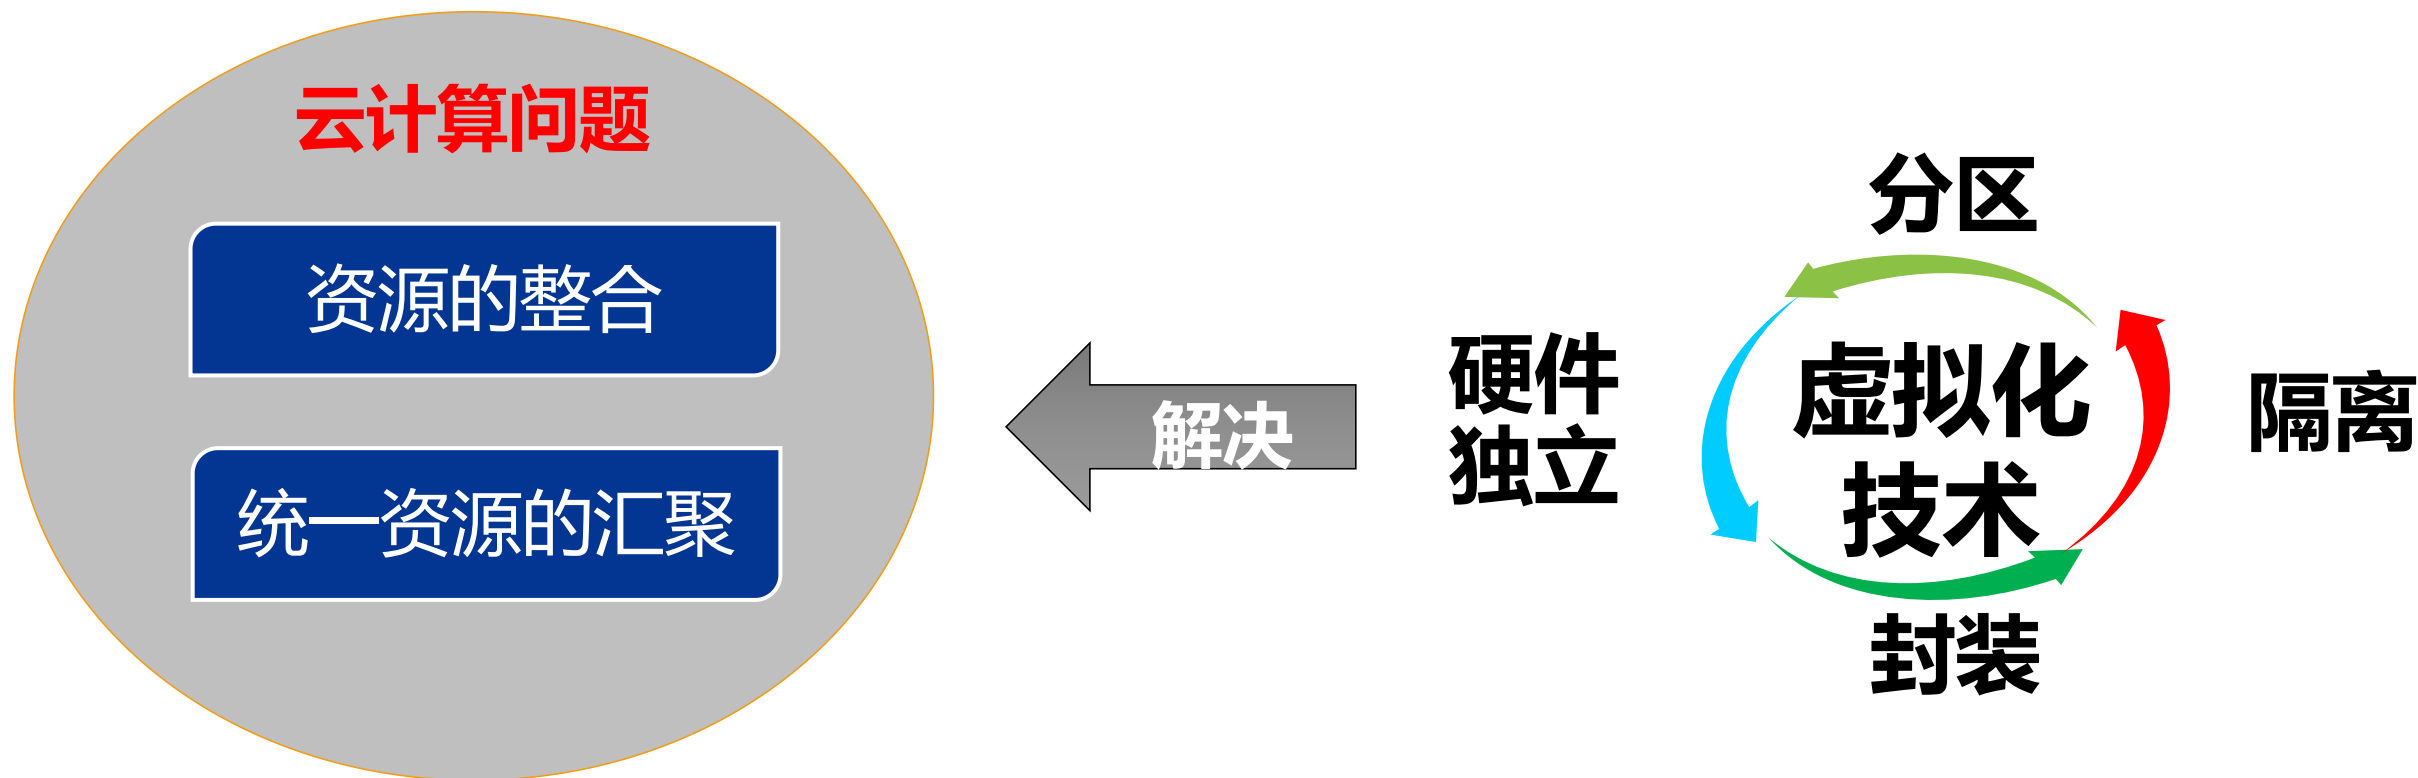 云计算问题
资源的整合
统一资源的汇聚
解决
分区
硬件
独立
虚拟化
技术
隔离
封装